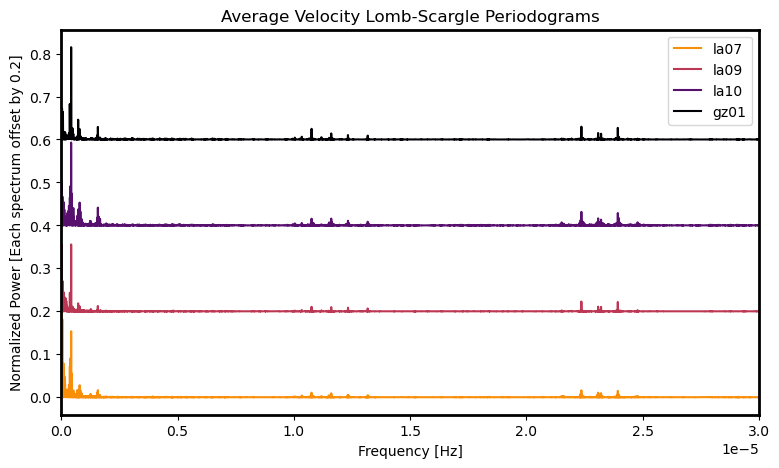 Average Velocity Lomb-Scargle Periodograms
Normalized Power [Each spectrum offset by 0.2]
0.8
0.7
0.6
0.5
0.4
0.3
0.2
0.1
0.0
la07
la09
la10
gz01
0.0
0.5
1.0
1.5
2.0
2.5
3.0
1e−5
Frequency [Hz]